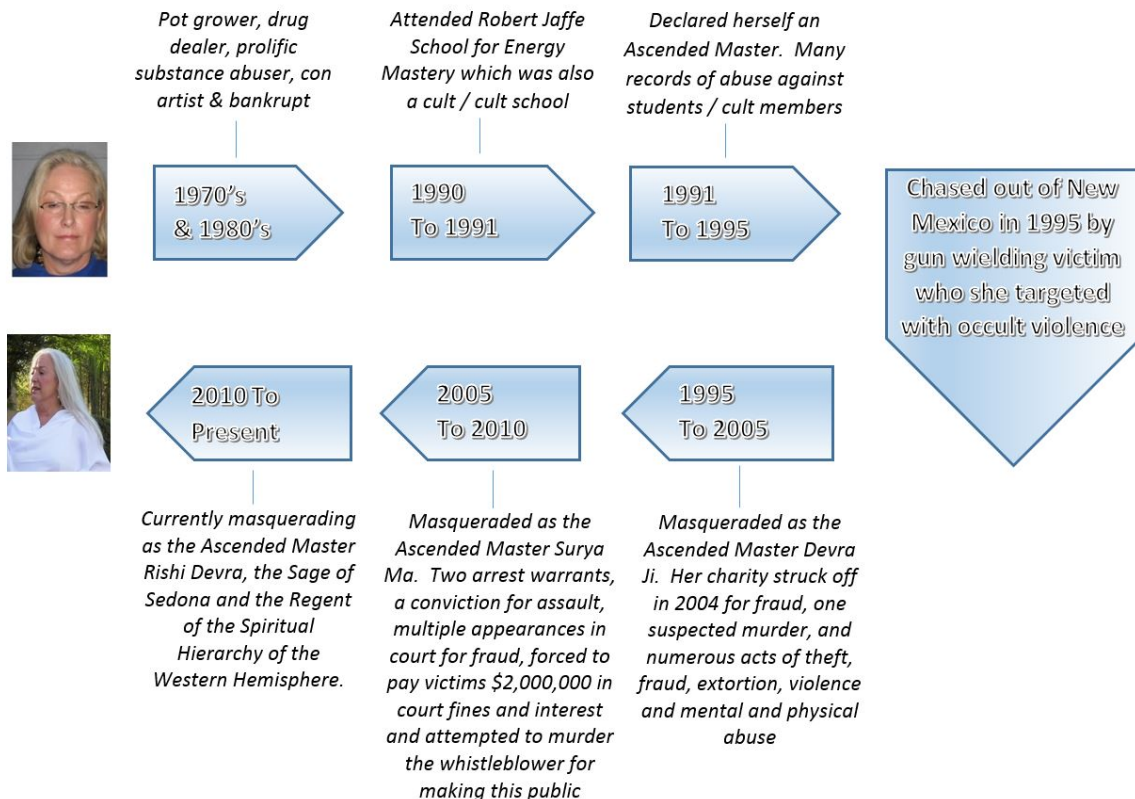 Pot grower, drug
dealer, prolific
substance abuser, con
artist & bankrupt
Attended Robert Jaffe
School for Energy
Mastery which was also
a cult / cult school
Declared herself an
Ascended Master.  Many
records of abuse against
students / cult members
1970’s
& 1980’s
1990
To 1991
1991
To 1995
Chased out of New
Mexico in 1995 by
gun wielding victim
who she targeted
with occult violence
2010 To
Present
2005
To 2010
1995
To 2005
Currently masquerading
as the Ascended Master
Rishi Devra, the Sage of
Sedona and the Regent
of the Spiritual
Hierarchy of the
Western Hemisphere.
Masqueraded as the
Ascended Master Surya
Ma.  Two arrest warrants,
a conviction for assault,
multiple appearances in
court for fraud, forced to
pay victims $2,000,000 in
court fines and interest
and attempted to murder
the whistleblower for
making this public
Masqueraded as the
Ascended Master Devra
Ji.  Her charity struck off
in 2004 for fraud, one
suspected murder, and
numerous acts of theft,
fraud, extortion, violence
and mental and physical
abuse